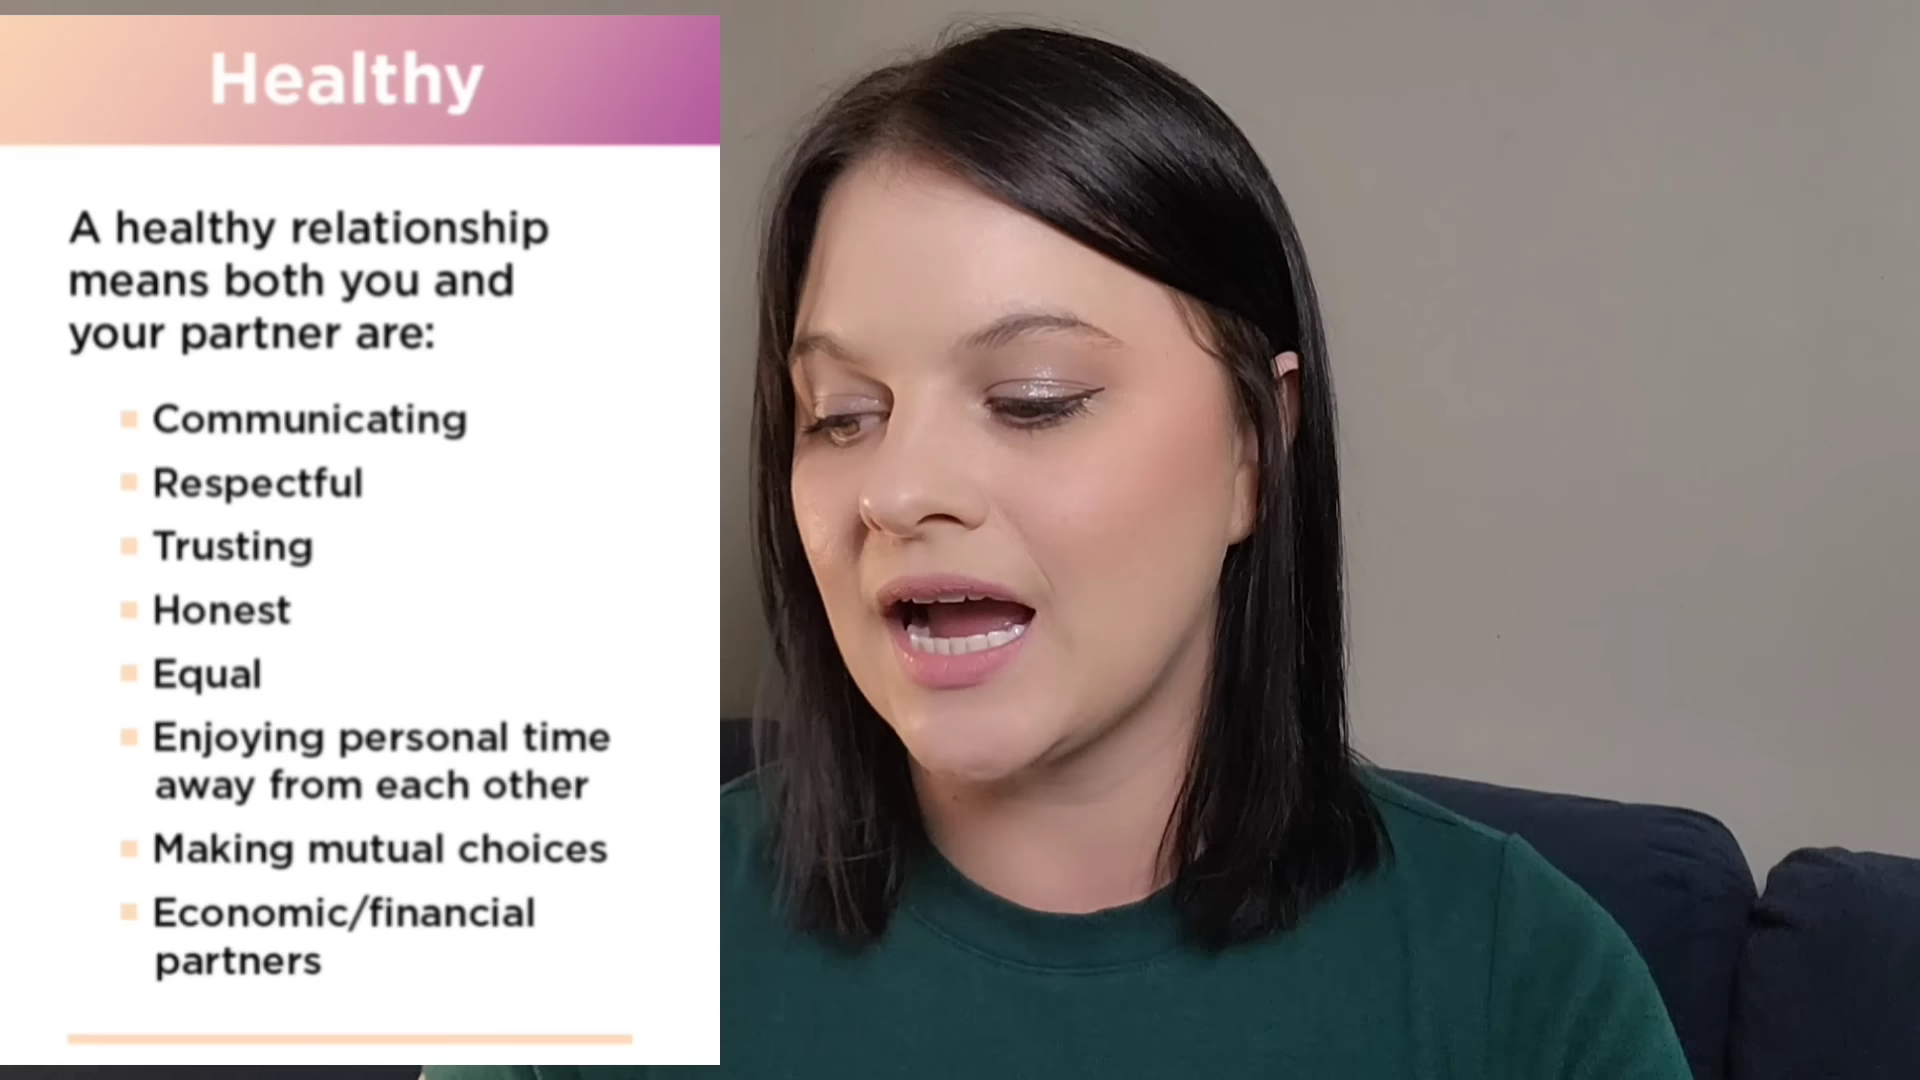 Healthy
A healthy relationship
means both you and
your partner are:
Communicating
Respectful
Trusting
Honest
Equal
Enjoying personal time
away from each other
Making mutual choices
Economic/financial
partners